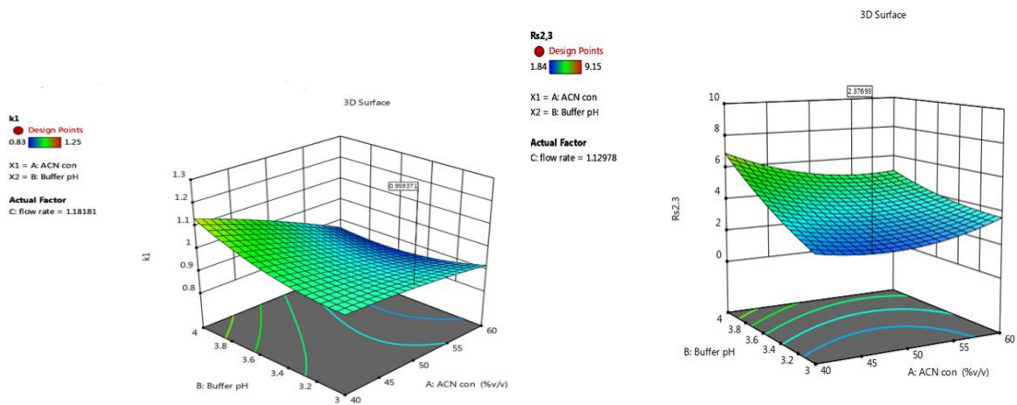 3D Surface
k1
Design Points
0.83 1.25
X1 = A: ACN con
X2 = B: Buffer pH
Actual Factor
C: flow rate = 1.18181
0.999371
1.3
1.2
1.1
1
0.9
0.8
k1
4
3.8
3.6
3.4
3.2
3
B: Buffer pH
40
45
50
55
60
A: ACN con (%v/v)
3D Surface
Rs2,3
Design Points
1.84 9.15
X1 = A: ACN con
X2 = B: Buffer pH
Actual Factor
C: flow rate = 1.12978
2.37693
10
8
6
4
2
0
Rs2,3
4
3.8
3.6
3.4
3.2
3
B: Buffer pH
40
45
50
55
60
A: ACN con (%v/v)